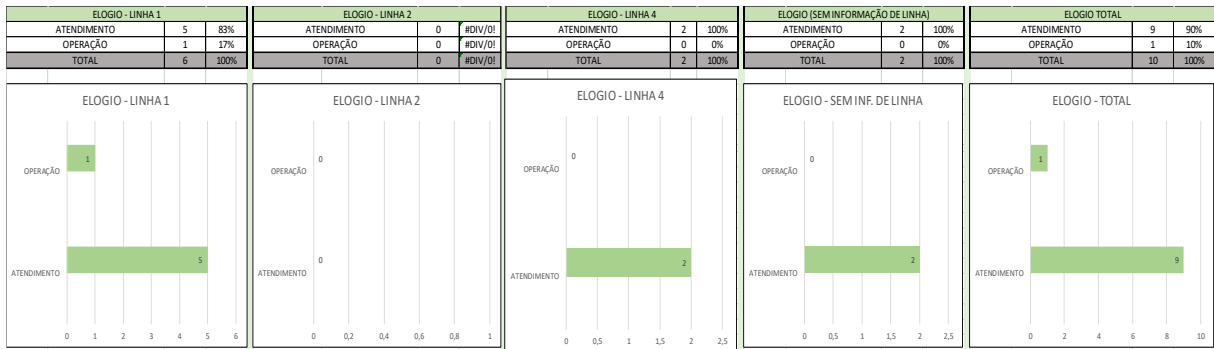 ELOGIO - LINHA 1
ATENDIMENTO 5 83%
OPERAÇÃO 1 17%
TOTAL 6 100%
ELOGIO - LINHA 2
ATENDIMENTO 0 #DIV/0!
OPERAÇÃO 0 #DIV/0!
TOTAL 0 #DIV/0!
ELOGIO - LINHA 4
ATENDIMENTO 2 100%
OPERAÇÃO 0 0%
TOTAL 2 100%
ELOGIO (SEM INFORMAÇÃO DE LINHA)
ATENDIMENTO 2 100%
OPERAÇÃO 0 0%
TOTAL 2 100%
ELOGIO TOTAL
ATENDIMENTO 9 90%
OPERAÇÃO 1 10%
TOTAL 10 100%
ELOGIO - LINHA 1
OPERAÇÃO 1
ATENDIMENTO 5
0 1 2 3 4 5 6
ELOGIO - LINHA 2
OPERAÇÃO 0
ATENDIMENTO 0
0 0,2 0,4 0,6 0,8 1
ELOGIO - LINHA 4
OPERAÇÃO 0
ATENDIMENTO 2
0 0,5 1 1,5 2 2,5
ELOGIO - SEM INF. DE LINHA
OPERAÇÃO 0
ATENDIMENTO 2
0 0,5 1 1,5 2 2,5
ELOGIO - TOTAL
OPERAÇÃO 1
ATENDIMENTO 9
0 2 4 6 8 10